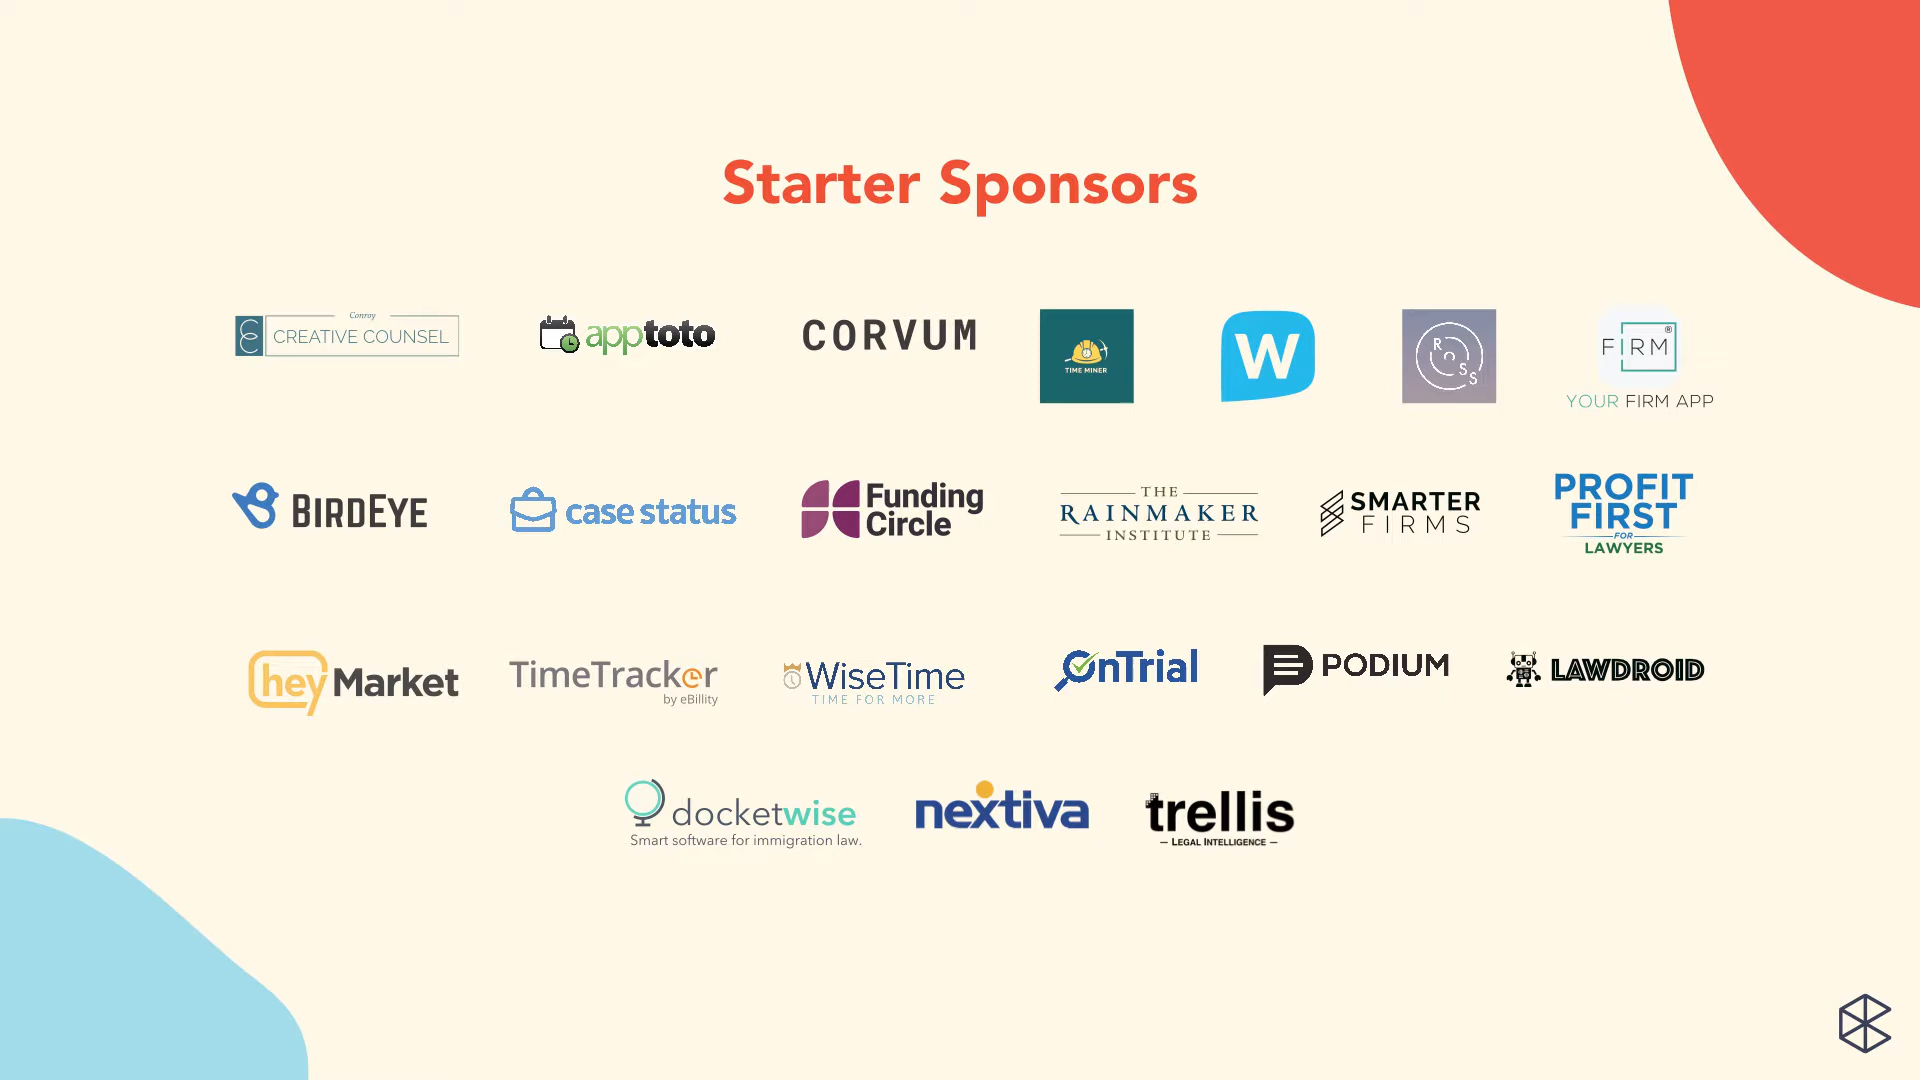 Starter Sponsors
Conroy
CREATIVE COUNSEL
apptoto
CORVUM
TIME MINER
W
ROSS
FIRM®
YOUR FIRM APP
BIRDEYE
case status
Funding
Circle
THE
RAINMAKER
INSTITUTE
SMARTER
FIRMS
PROFIT
FIRST
FOR
LAWYERS
heyMarket
TimeTracker
by eBillity
WiseTime
TIME FOR MORE
OnTrial
PODIUM
LAWDROID
docketwise
Smart software for immigration law.
nextiva
trellis
— LEGAL INTELLIGENCE —